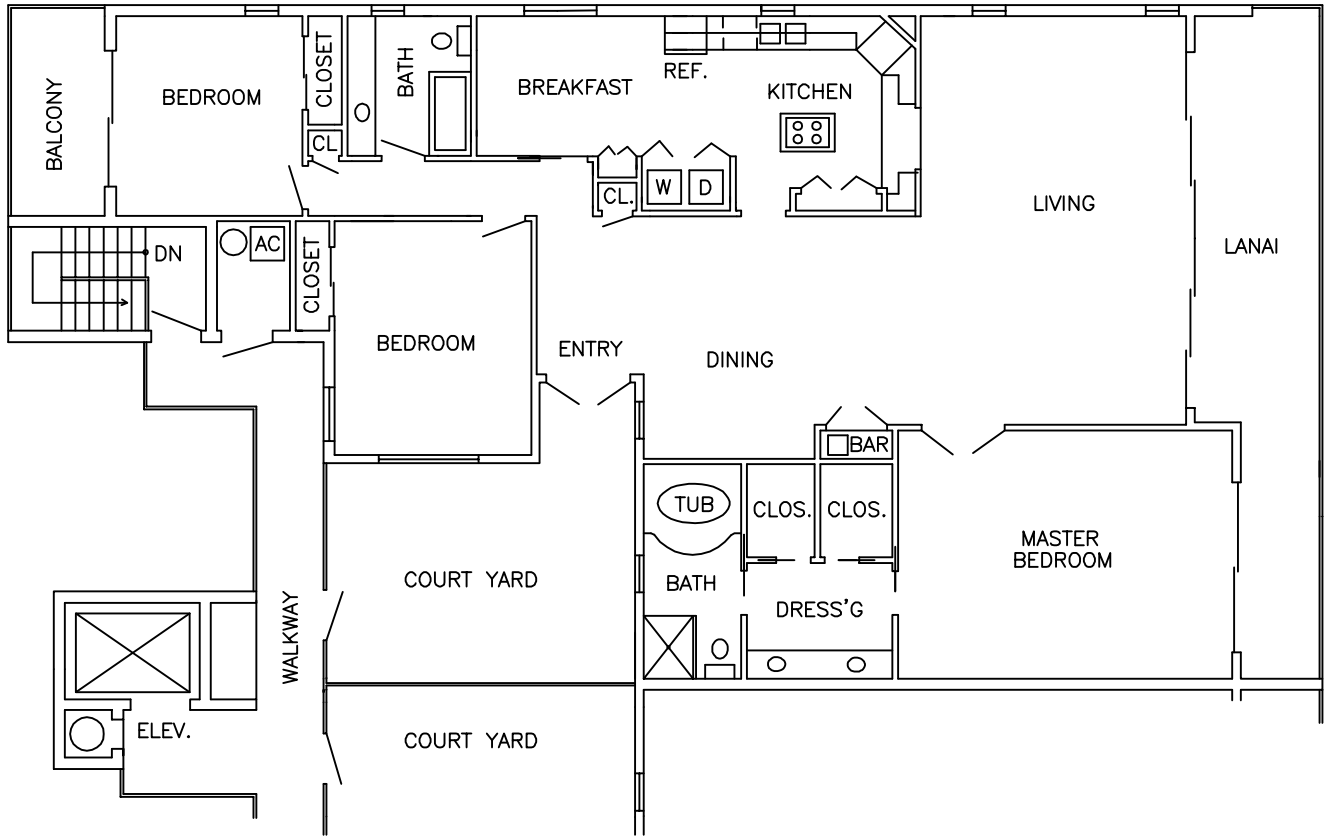 BALCONY
BEDROOM
CLOSET
CL
BATH
BREAKFAST
REF.
KITCHEN
CL.
W
D
LIVING
LANAI
DN
AC
CLOSET
BEDROOM
ENTRY
DINING
BAR
TUB
CLOS.
CLOS.
MASTER
BEDROOM
BATH
DRESS'G
COURT YARD
WALKWAY
ELEV.
COURT YARD